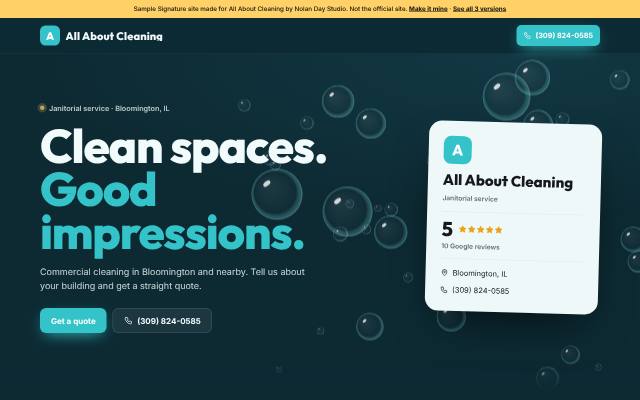 Sample Signature site made for All About Cleaning by Nolan Day Studio. Not the official site. Make it mine · See all 3 versions
A All About Cleaning
(309) 824-0585
Janitorial service · Bloomington, IL
Clean spaces.
Good
impressions.
Commercial cleaning in Bloomington and nearby. Tell us about
your building and get a straight quote.
Get a quote
(309) 824-0585
A
All About Cleaning
Janitorial service
5 ★★★★★
10 Google reviews
Bloomington, IL
(309) 824-0585